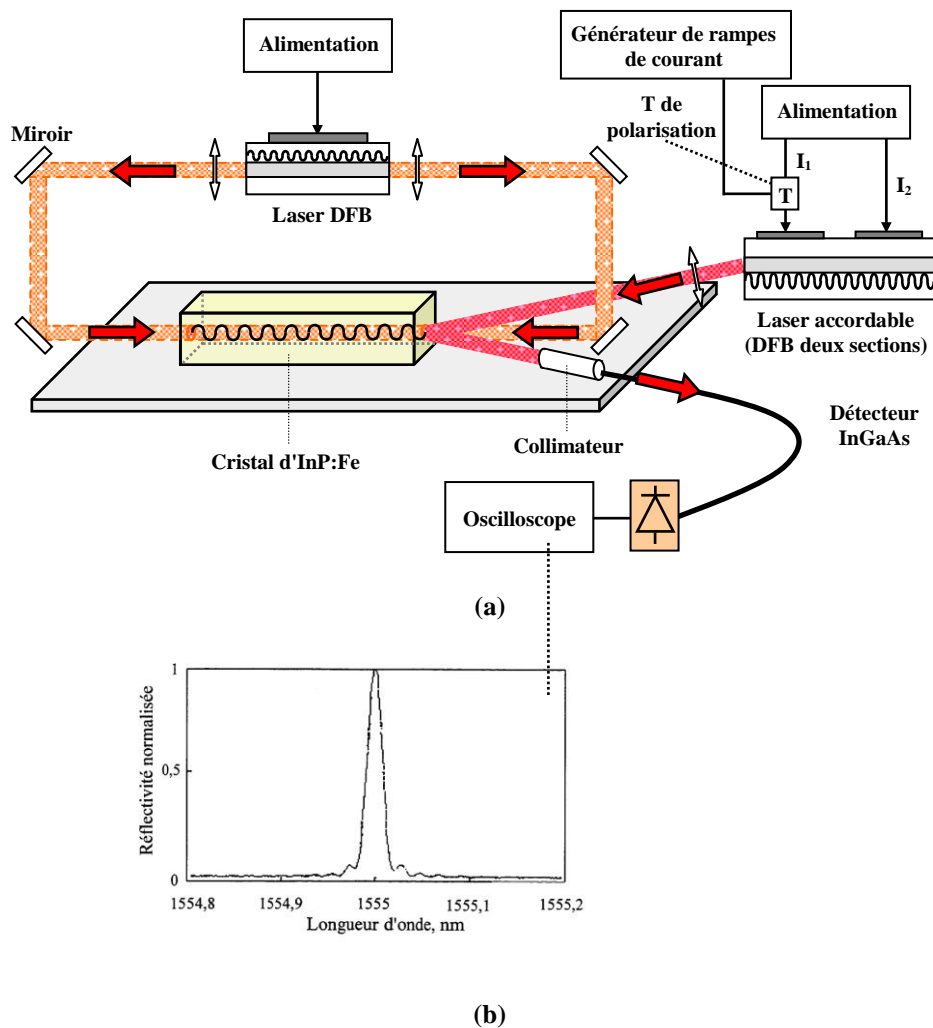 Alimentation
Générateur de rampes
de courant
T de
polarisation
Alimentation
Miroir
I1
T
I2
Laser DFB
Laser accordable
(DFB deux sections)
Cristal d'InP:Fe
Collimateur
Détecteur
InGaAs
Oscilloscope
(a)
Réflectivité normalisée
1
0,5
0
1554,8 1554,9 1555 1555,1 1555,2
Longueur d'onde, nm
(b)